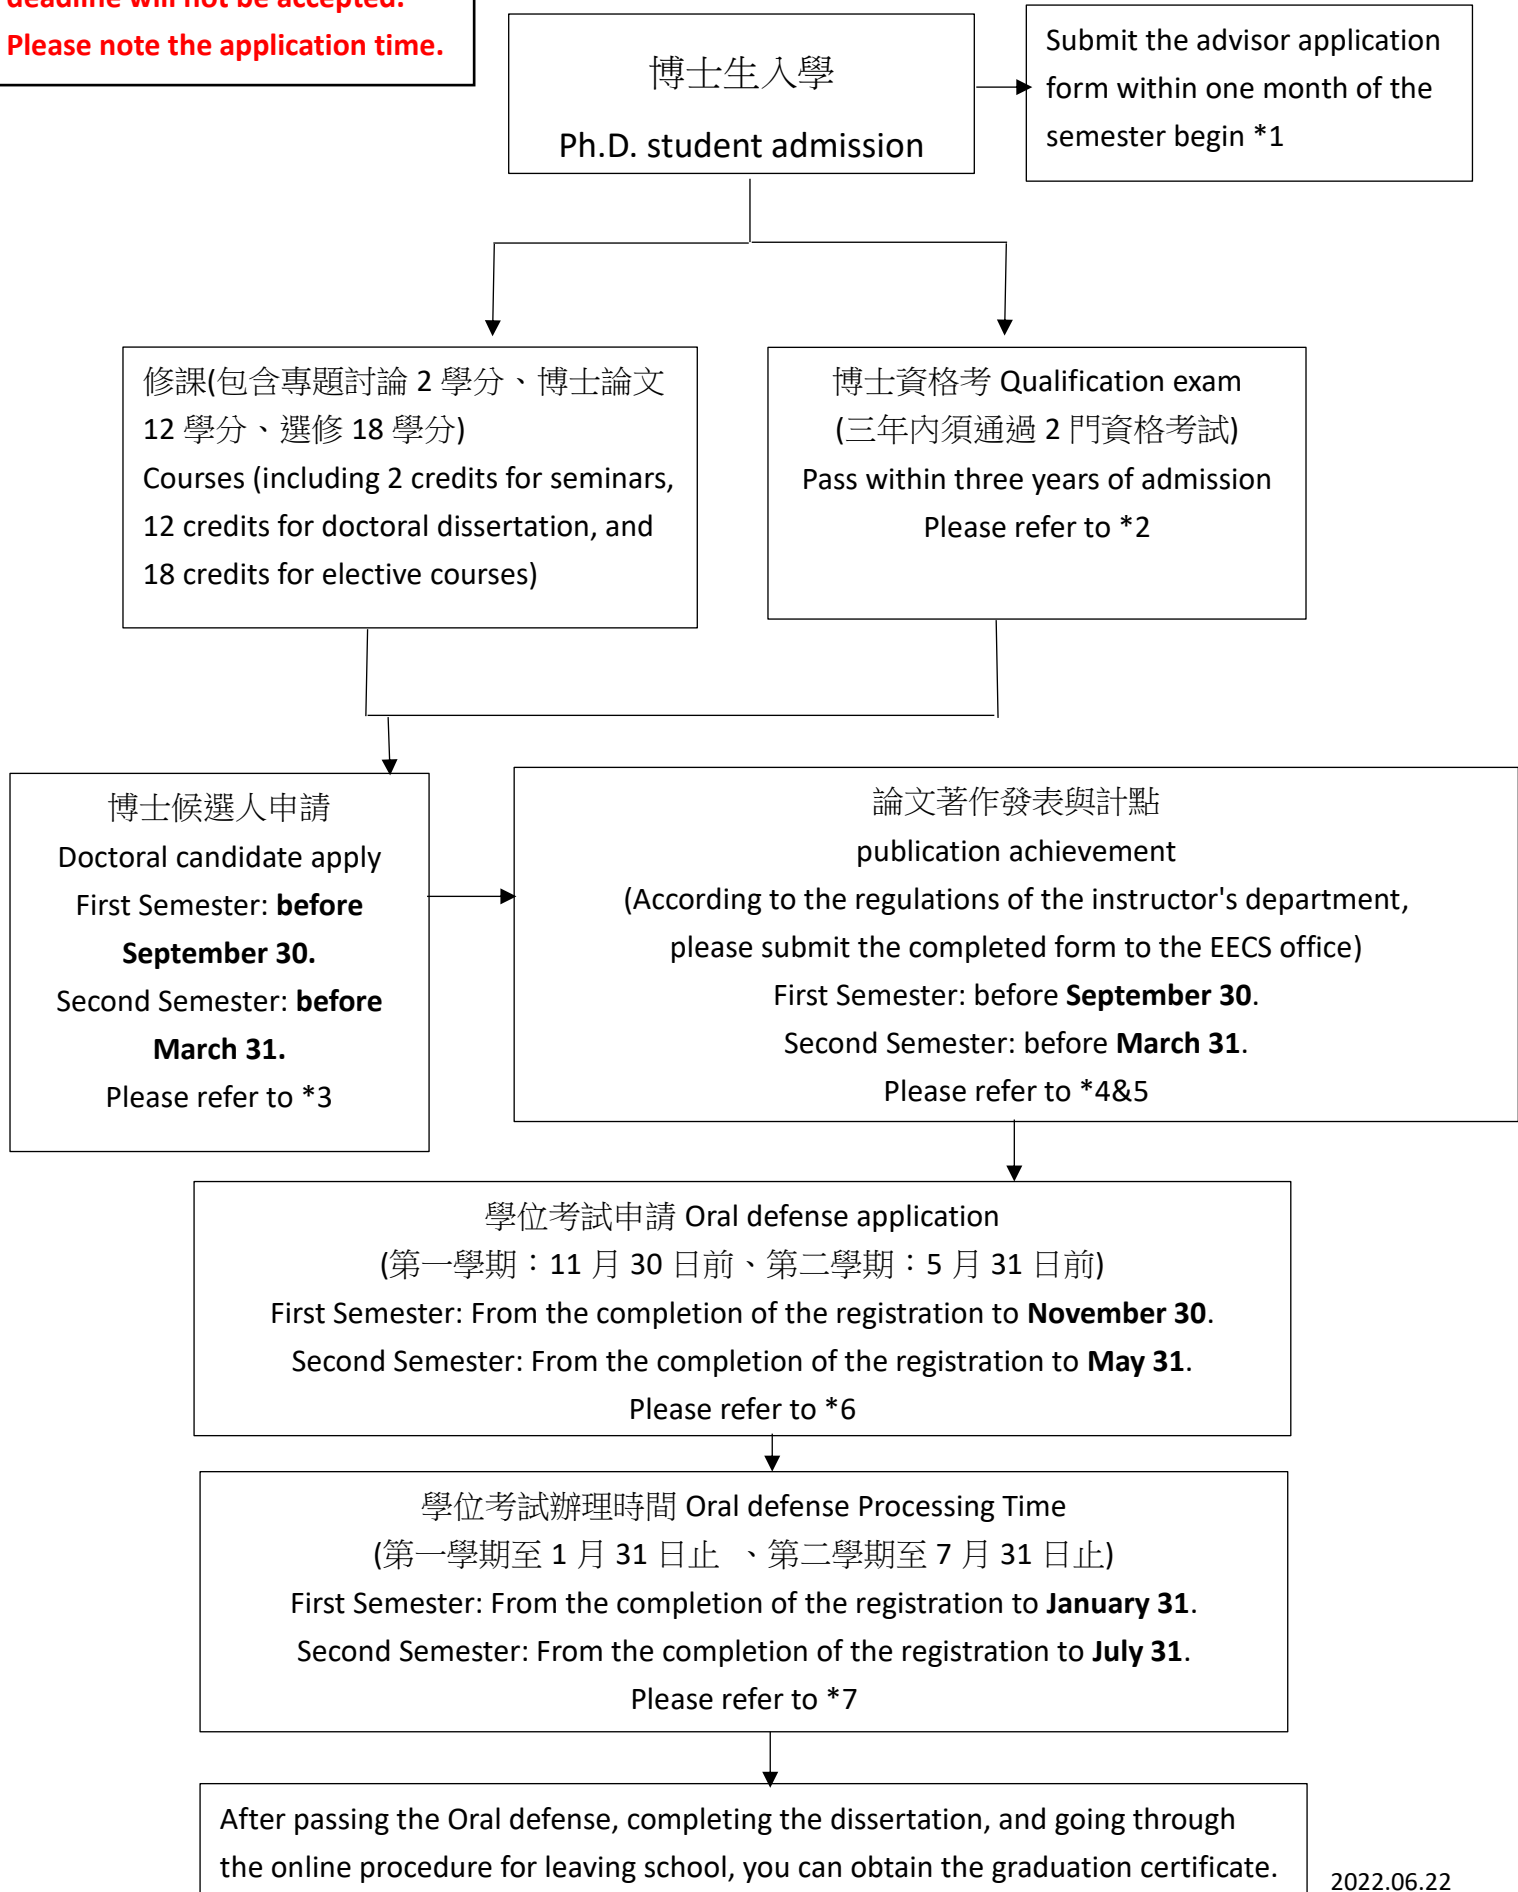 deadline will not be accepted.
Please note the application time.
博士生入學
Ph.D. student admission
Submit the advisor application
form within one month of the
semester begin *1
修課(包含專題討論 2 學分、博士論文
12 學分、選修 18 學分)
Courses (including 2 credits for seminars,
12 credits for doctoral dissertation, and
18 credits for elective courses)
博士資格考 Qualification exam
(三年內須通過 2 門資格考試)
Pass within three years of admission
Please refer to *2
博士候選人申請
Doctoral candidate apply
First Semester: before
September 30.
Second Semester: before
March 31.
Please refer to *3
論文著作發表與計點
publication achievement
(According to the regulations of the instructor's department,
please submit the completed form to the EECS office)
First Semester: before September 30.
Second Semester: before March 31.
Please refer to *4&5
學位考試申請 Oral defense application
(第一學期：11 月 30 日前、第二學期：5 月 31 日前)
First Semester: From the completion of the registration to November 30.
Second Semester: From the completion of the registration to May 31.
Please refer to *6
學位考試辦理時間 Oral defense Processing Time
(第一學期至 1 月 31 日止 、第二學期至 7 月 31 日止)
First Semester: From the completion of the registration to January 31.
Second Semester: From the completion of the registration to July 31.
Please refer to *7
After passing the Oral defense, completing the dissertation, and going through
the online procedure for leaving school, you can obtain the graduation certificate.
2022.06.22